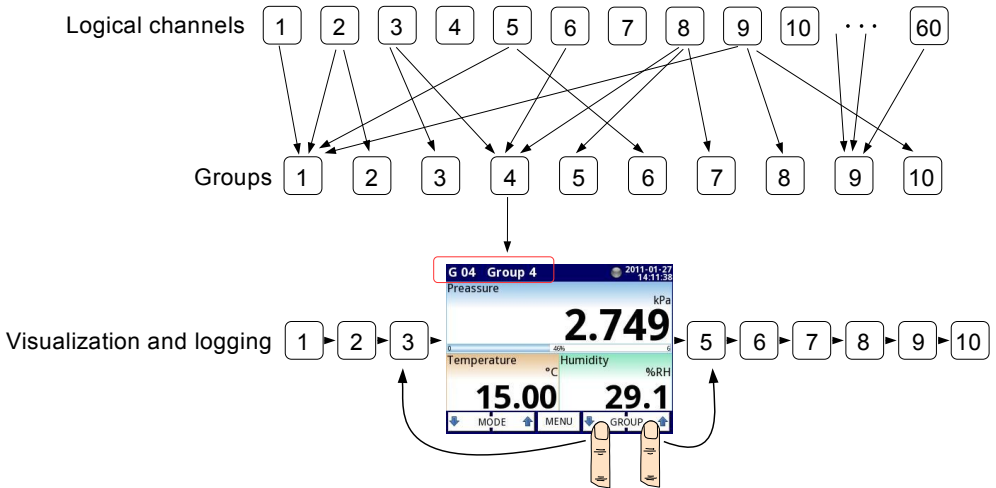 Logical channels 1 2 3 4 5 6 7 8 9 10 ... 60
Groups 1 2 3 4 5 6 7 8 9 10
G 04 Group 4 2011-01-27
14:11:38
Preassure
kPa
2.749
0 46% 6
Visualization and logging 1 2 3 5 6 7 8 9 10
Temperature Humidity
°C %RH
15.00 29.1
MODE MENU GROUP